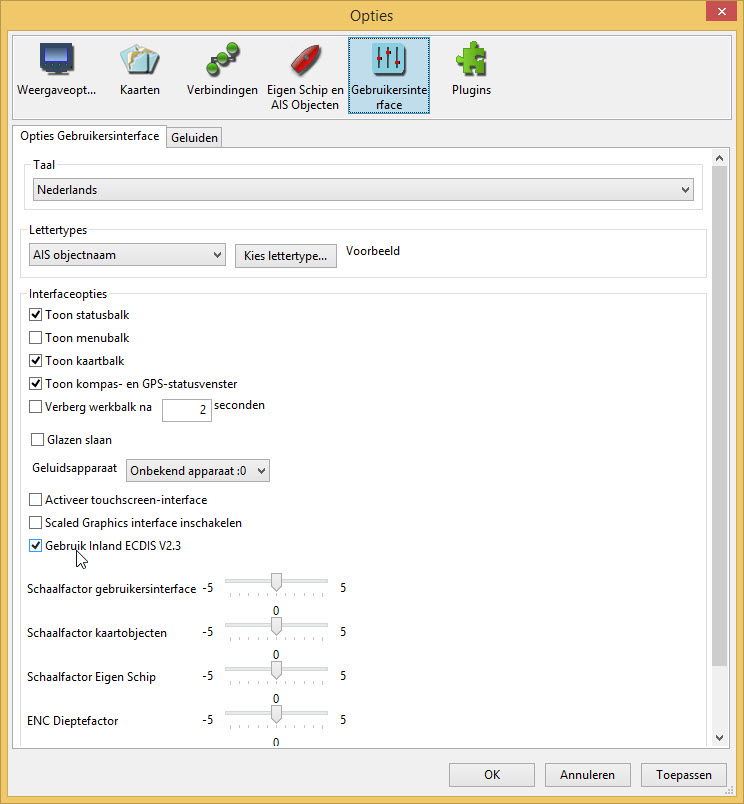 Opties
Weergaveopt...
Kaarten
Verbindingen
Eigen Schip en
AIS Objecten
Gebruikersinte
rface
Plugins
Opties Gebruikersinterface
Geluiden
Taal
Nederlands
Lettertypes
AIS objectnaam
Kies lettertype...
Voorbeeld
Interfaceopties
Toon statusbalk
Toon menubalk
Toon kaartbalk
Toon kompas- en GPS-statusvenster
Verberg werkbalk na 2 seconden
Glazen slaan
Geluidsapparaat Onbekend apparaat :0
Activeer touchscreen-interface
Scaled Graphics interface inschakelen
Gebruik Inland ECDIS V2.3
Schaalfactor gebruikersinterface -5 5
0
Schaalfactor kaartobjecten -5 5
0
Schaalfactor Eigen Schip -5 5
0
ENC Dieptefactor -5 5
0
OK
Annuleren
Toepassen